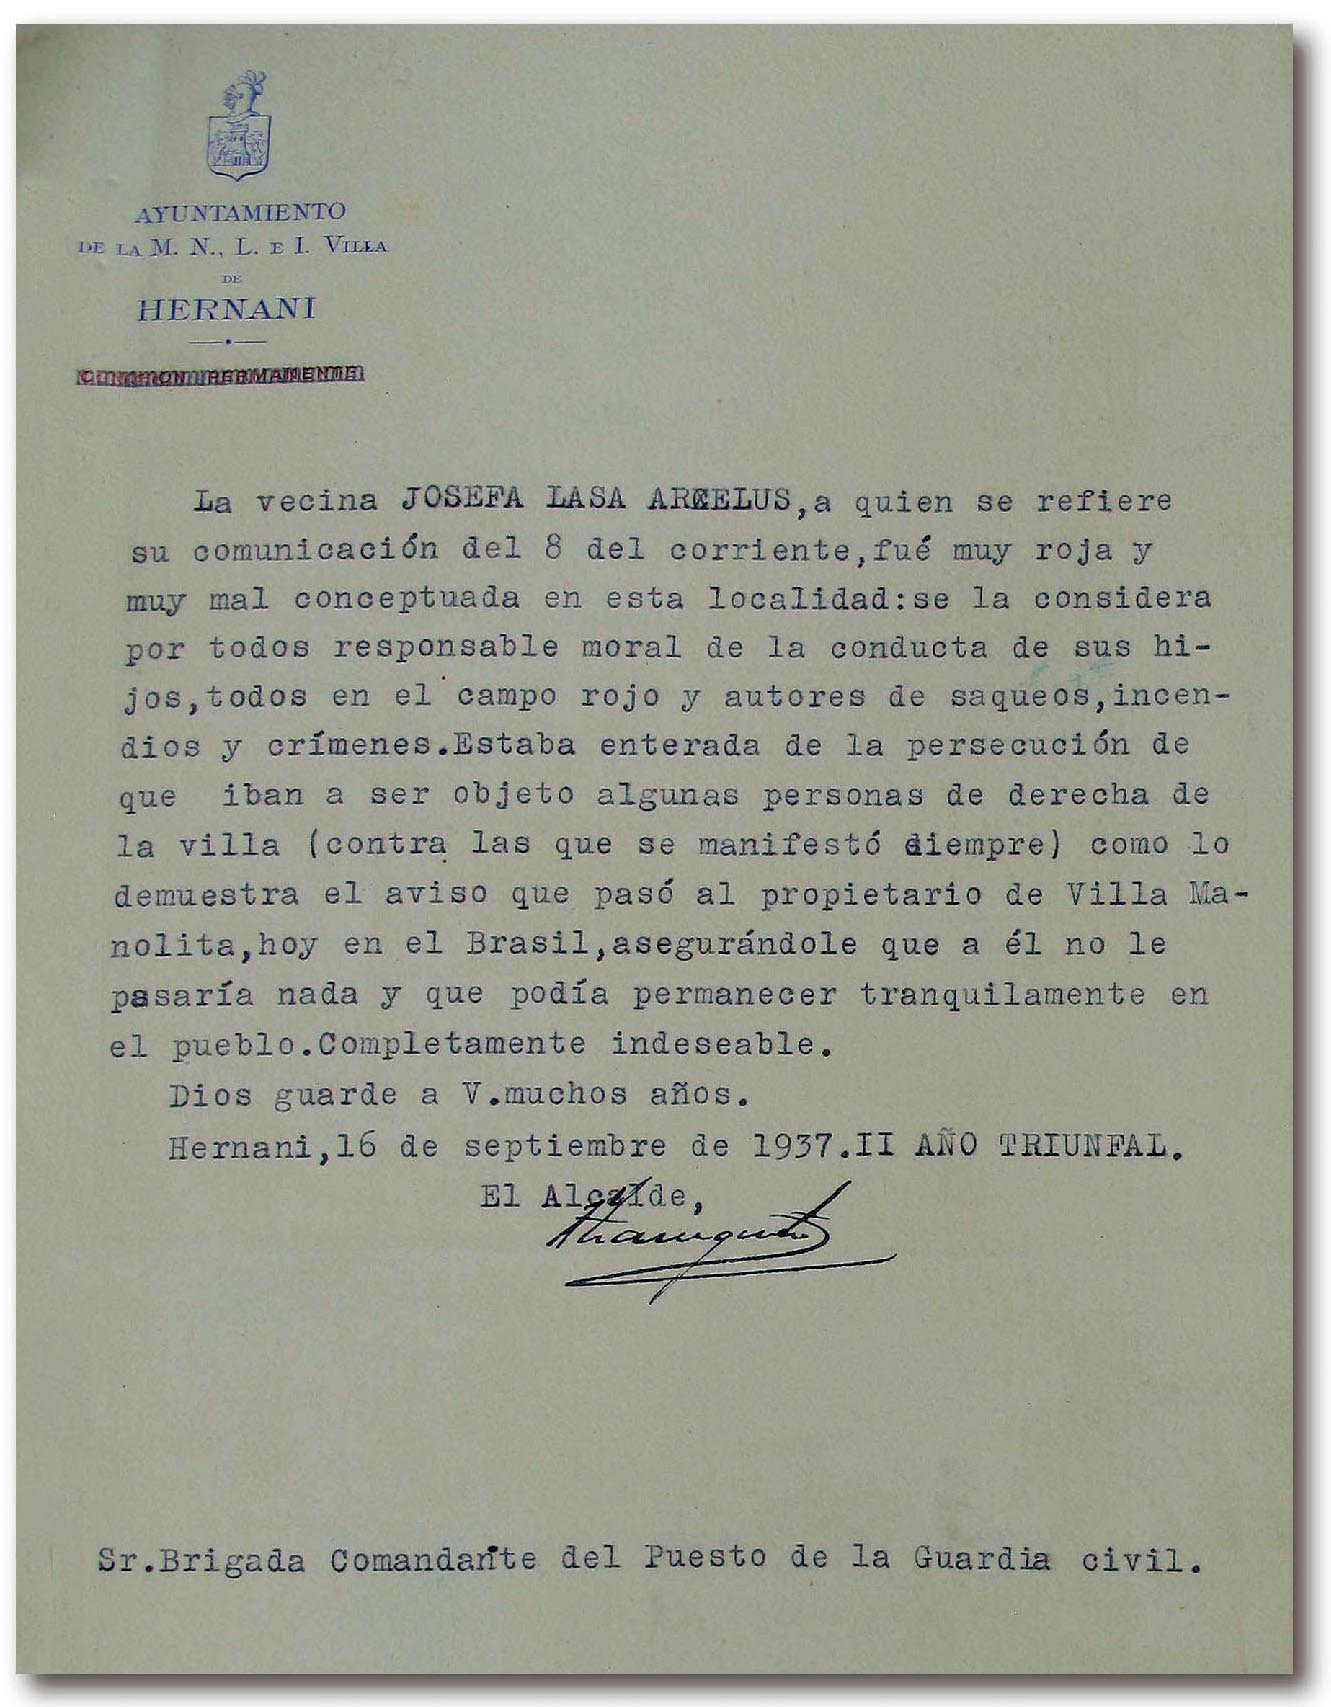 AYUNTAMIENTO
DE LA M. N., L. E I. VILLA
DE
HERNANI
PERMANENTE
La vecina JOSEFA LASA ARCELUS,a quien se refiere
su comunicación del 8 del corriente,fué muy roja y
muy mal conceptuada en esta localidad:se la considera
por todos responsable moral de la conducta de sus hi-
jos,todos en el campo rojo y autores de saqueos,incen-
dios y crímenes.Estaba enterada de la persecución de
que iban a ser objeto algunas personas de derecha de
la villa (contra las que se manifestó siempre) como lo
demuestra el aviso que pasó al propietario de Villa Ma-
nolita,hoy en el Brasil,asegurándole que a él no le
pasaría nada y que podía permanecer tranquilamente en
el pueblo.Completamente indeseable.
Dios guarde a V.muchos años.
Hernani,16 de septiembre de 1937.II AÑO TRIUNFAL.
El Alcalde,
Sr.Brigada Comandante del Puesto de la Guardia civil.